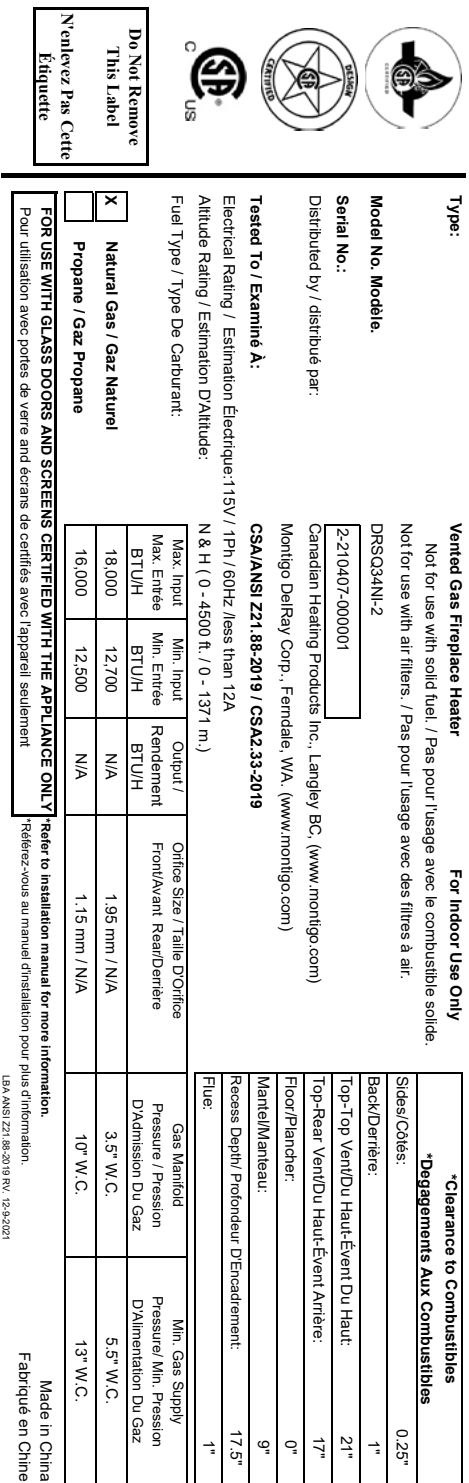 Do Not Remove
This Label
N'enlevez Pas Cette
Étiquette
DESIGN
CERTIFIED
CERTIFIED
C US
Type: Vented Gas Fireplace Heater For Indoor Use Only
Not for use with solid fuel. / Pas pour l'usage avec le combustible solide.
Not for use with air filters. / Pas pour l'usage avec des filtres à air.
Model No. Modèle. DRSQ34NI-2
Serial No.: 2-210407-000001
Distributed by / distribué par: Canadian Heating Products Inc., Langley BC, (www.montigo.com)
Montigo DelRay Corp., Ferndale, WA. (www.montigo.com)
Tested To / Examiné À: CSA/ANSI Z21.88-2019 / CSA2.33-2019
Electrical Rating / Estimation Électrique:115V / 1Ph / 60Hz /less than 12A
Altitude Rating / Estimation D'Altitude: N & H ( 0 - 4500 ft. / 0 - 1371 m.)
*Clearance to Combustibles
*Degagements Aux Combustibles
Sides/Côtés: 0.25"
Back/Derrière: 1"
Top-Top Vent/Du Haut-Évent Du Haut: 21"
Top-Rear Vent/Du Haut-Évent Arrière: 17"
Floor/Plancher: 0"
Mantel/Manteau: 9"
Recess Depth/ Profondeur D'Encadrement: 17.5"
Flue: 1"
Fuel Type / Type De Carburant:
Max. Input
Max. Entrée
BTU/H
Min. Input
Min. Entrée
BTU/H
Output /
Rendement
BTU/H
Orifice Size / Taille D'Orifice
Front/Avant Rear/Derrière
Gas Manifold
Pressure / Pression
D'Admission Du Gaz
Min. Gas Supply
Pressure/ Min. Pression
D'Alimentation Du Gaz
X Natural Gas / Gaz Naturel 18,000 12,700 N/A 1.95 mm / N/A 3.5" W.C. 5.5" W.C.
Propane / Gaz Propane 16,000 12,500 N/A 1.15 mm / N/A 10" W.C. 13" W.C.
FOR USE WITH GLASS DOORS AND SCREENS CERTIFIED WITH THE APPLIANCE ONLY
Pour utilisation avec portes de verre and écrans de certifiés avec l'appareil seulement
*Refer to installation manual for more information.
*Référez-vous au manuel d'installation pour plus d'information.
LBA ANSI Z21.88-2019 RV. 12-9-2021
Made in China
Fabriqué en Chine